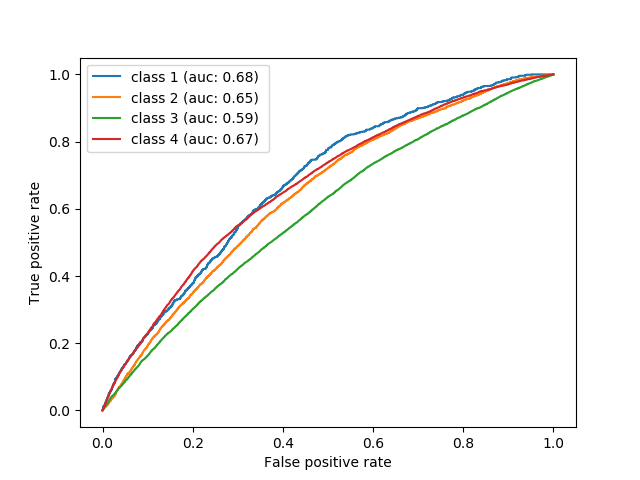 class 1 (auc: 0.68)
class 2 (auc: 0.65)
class 3 (auc: 0.59)
class 4 (auc: 0.67)
1.0
0.8
0.6
0.4
0.2
0.0
True positive rate
0.0 0.2 0.4 0.6 0.8 1.0
False positive rate